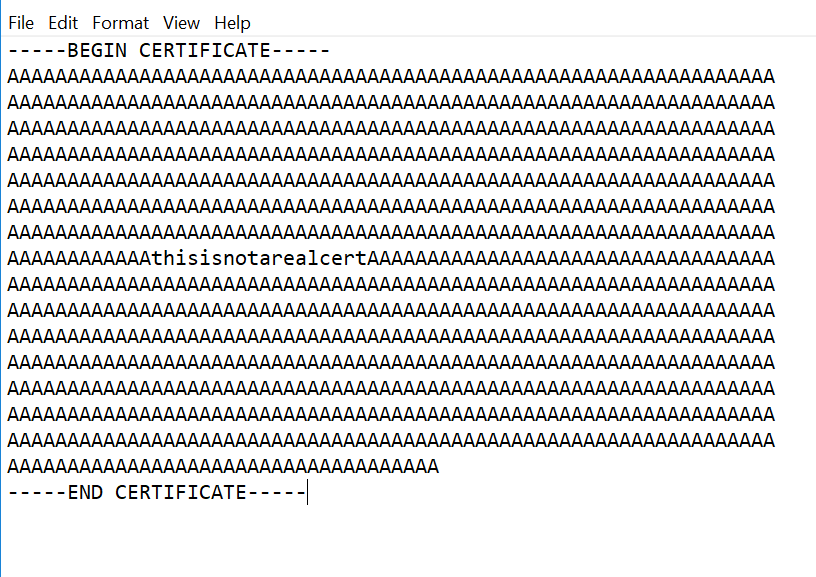 File Edit Format View Help
-----BEGIN CERTIFICATE-----
AAAAAAAAAAAAAAAAAAAAAAAAAAAAAAAAAAAAAAAAAAAAAAAAAAAAAAAAAAAAAAAA
AAAAAAAAAAAAAAAAAAAAAAAAAAAAAAAAAAAAAAAAAAAAAAAAAAAAAAAAAAAAAAAA
AAAAAAAAAAAAAAAAAAAAAAAAAAAAAAAAAAAAAAAAAAAAAAAAAAAAAAAAAAAAAAAA
AAAAAAAAAAAAAAAAAAAAAAAAAAAAAAAAAAAAAAAAAAAAAAAAAAAAAAAAAAAAAAAA
AAAAAAAAAAAAAAAAAAAAAAAAAAAAAAAAAAAAAAAAAAAAAAAAAAAAAAAAAAAAAAAA
AAAAAAAAAAAAAAAAAAAAAAAAAAAAAAAAAAAAAAAAAAAAAAAAAAAAAAAAAAAAAAAA
AAAAAAAAAAAAAAAAAAAAAAAAAAAAAAAAAAAAAAAAAAAAAAAAAAAAAAAAAAAAAAAA
AAAAAAAAAAAAthisisnotarealcertAAAAAAAAAAAAAAAAAAAAAAAAAAAAAAAAAA
AAAAAAAAAAAAAAAAAAAAAAAAAAAAAAAAAAAAAAAAAAAAAAAAAAAAAAAAAAAAAAAA
AAAAAAAAAAAAAAAAAAAAAAAAAAAAAAAAAAAAAAAAAAAAAAAAAAAAAAAAAAAAAAAA
AAAAAAAAAAAAAAAAAAAAAAAAAAAAAAAAAAAAAAAAAAAAAAAAAAAAAAAAAAAAAAAA
AAAAAAAAAAAAAAAAAAAAAAAAAAAAAAAAAAAAAAAAAAAAAAAAAAAAAAAAAAAAAAAA
AAAAAAAAAAAAAAAAAAAAAAAAAAAAAAAAAAAAAAAAAAAAAAAAAAAAAAAAAAAAAAAA
AAAAAAAAAAAAAAAAAAAAAAAAAAAAAAAAAAAAAAAAAAAAAAAAAAAAAAAAAAAAAAAA
AAAAAAAAAAAAAAAAAAAAAAAAAAAAAAAAAAAAAAAAAAAAAAAAAAAAAAAAAAAAAAAA
AAAAAAAAAAAAAAAAAAAAAAAAAAAAAAAAAAAA
-----END CERTIFICATE-----